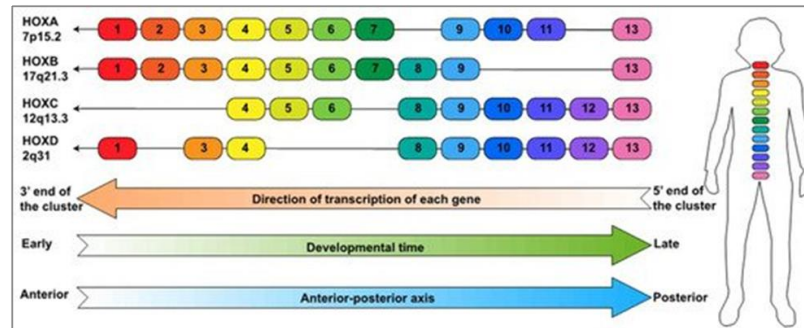 HOXA 1 2 3 4 5 6 7 9 10 11 13
7p15.2
HOXB 1 2 3 4 5 6 7 8 9 13
17q21.3
HOXC 4 5 6 8 9 10 11 12 13
12q13.3
HOXD 1 3 4 8 9 10 11 12 13
2q31
3' end of
the cluster
Direction of transcription of each gene
5' end of
the cluster
Early Developmental time Late
Anterior Anterior-posterior axis Posterior